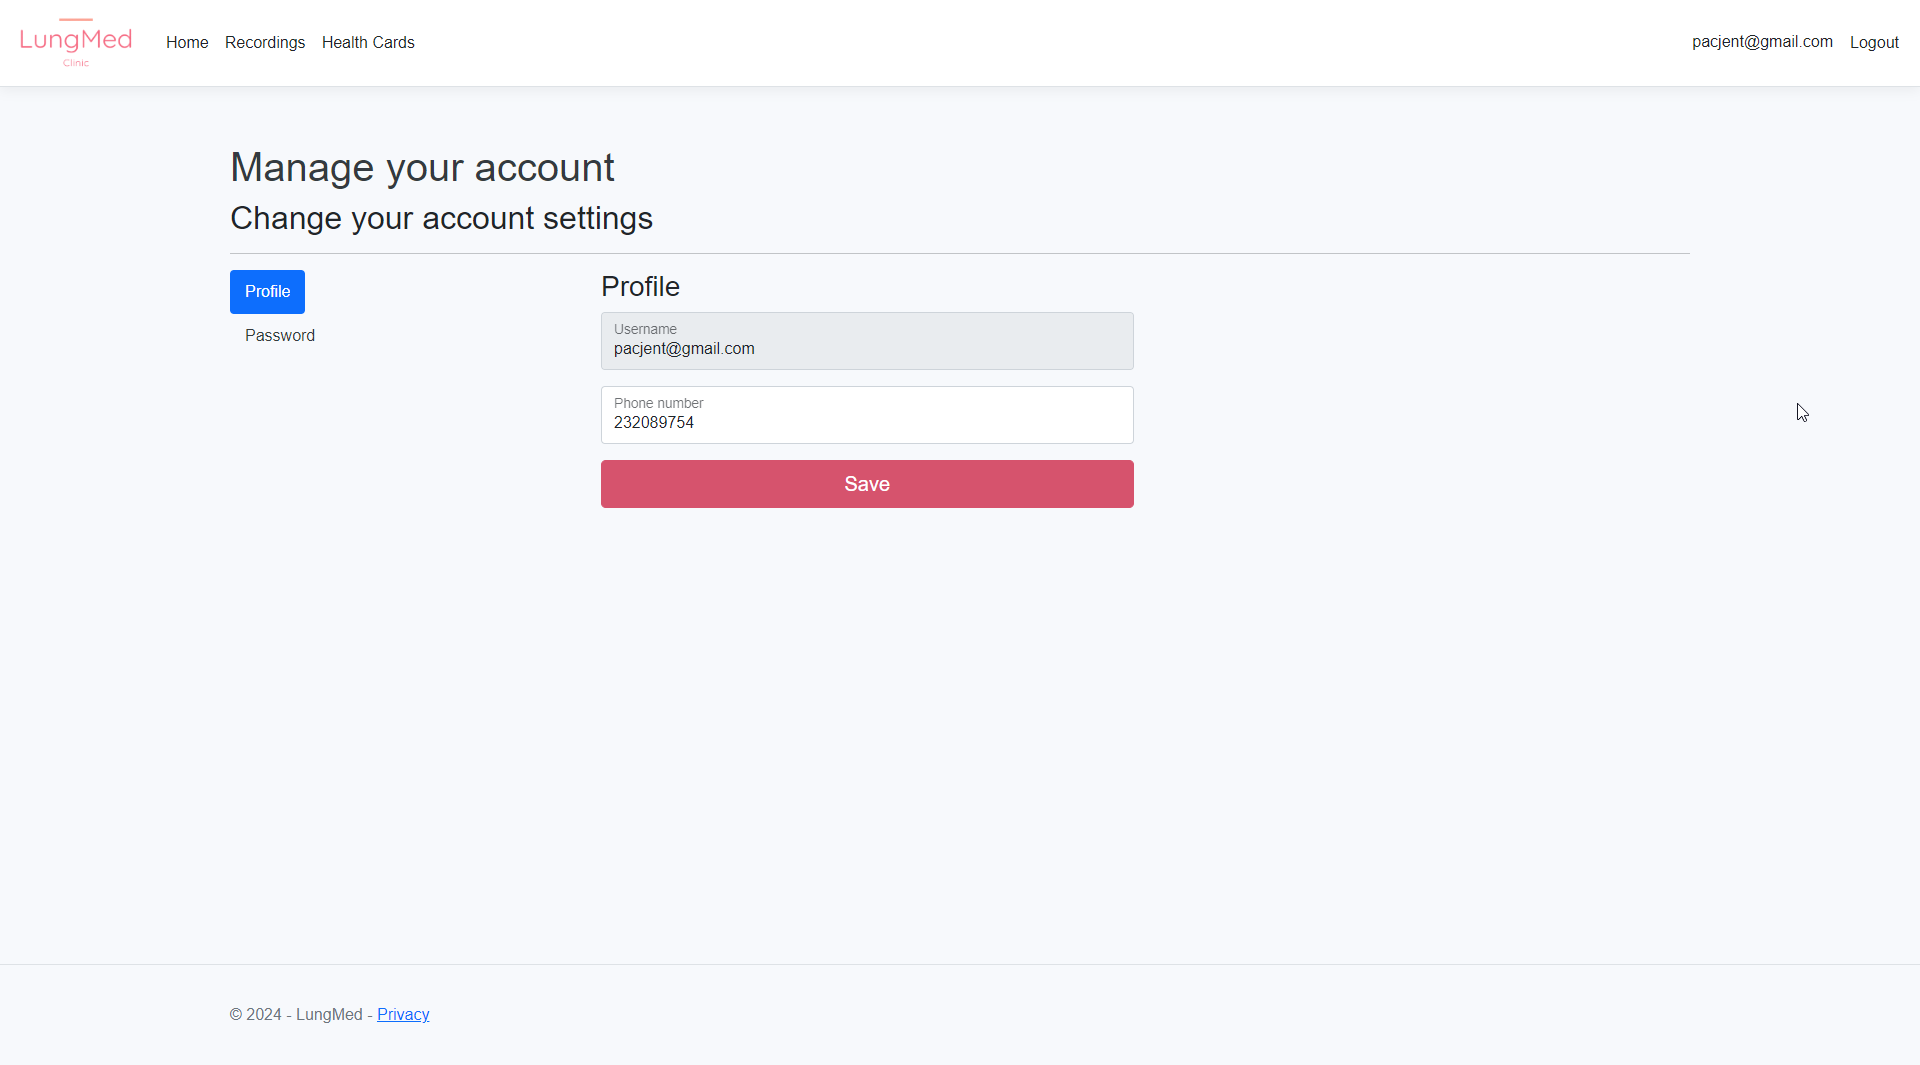 LungMed
Clinic
Home Recordings Health Cards pacjent@gmail.com Logout
Manage your account
Change your account settings
Profile
Password
Profile
Username
pacjent@gmail.com
Phone number
232089754
Save
© 2024 - LungMed - Privacy